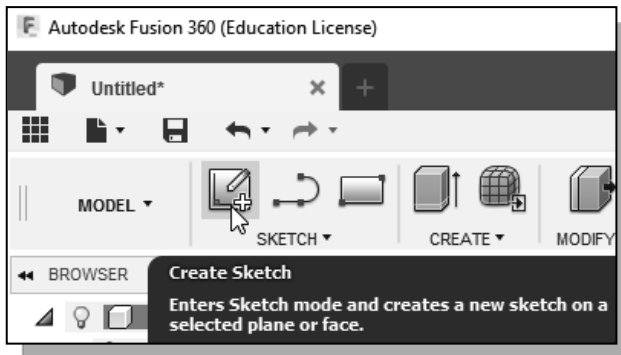 Autodesk Fusion 360 (Education License)
Untitled*
MODEL
SKETCH
CREATE
MODIFY
BROWSER
Create Sketch
Enters Sketch mode and creates a new sketch on a
selected plane or face.